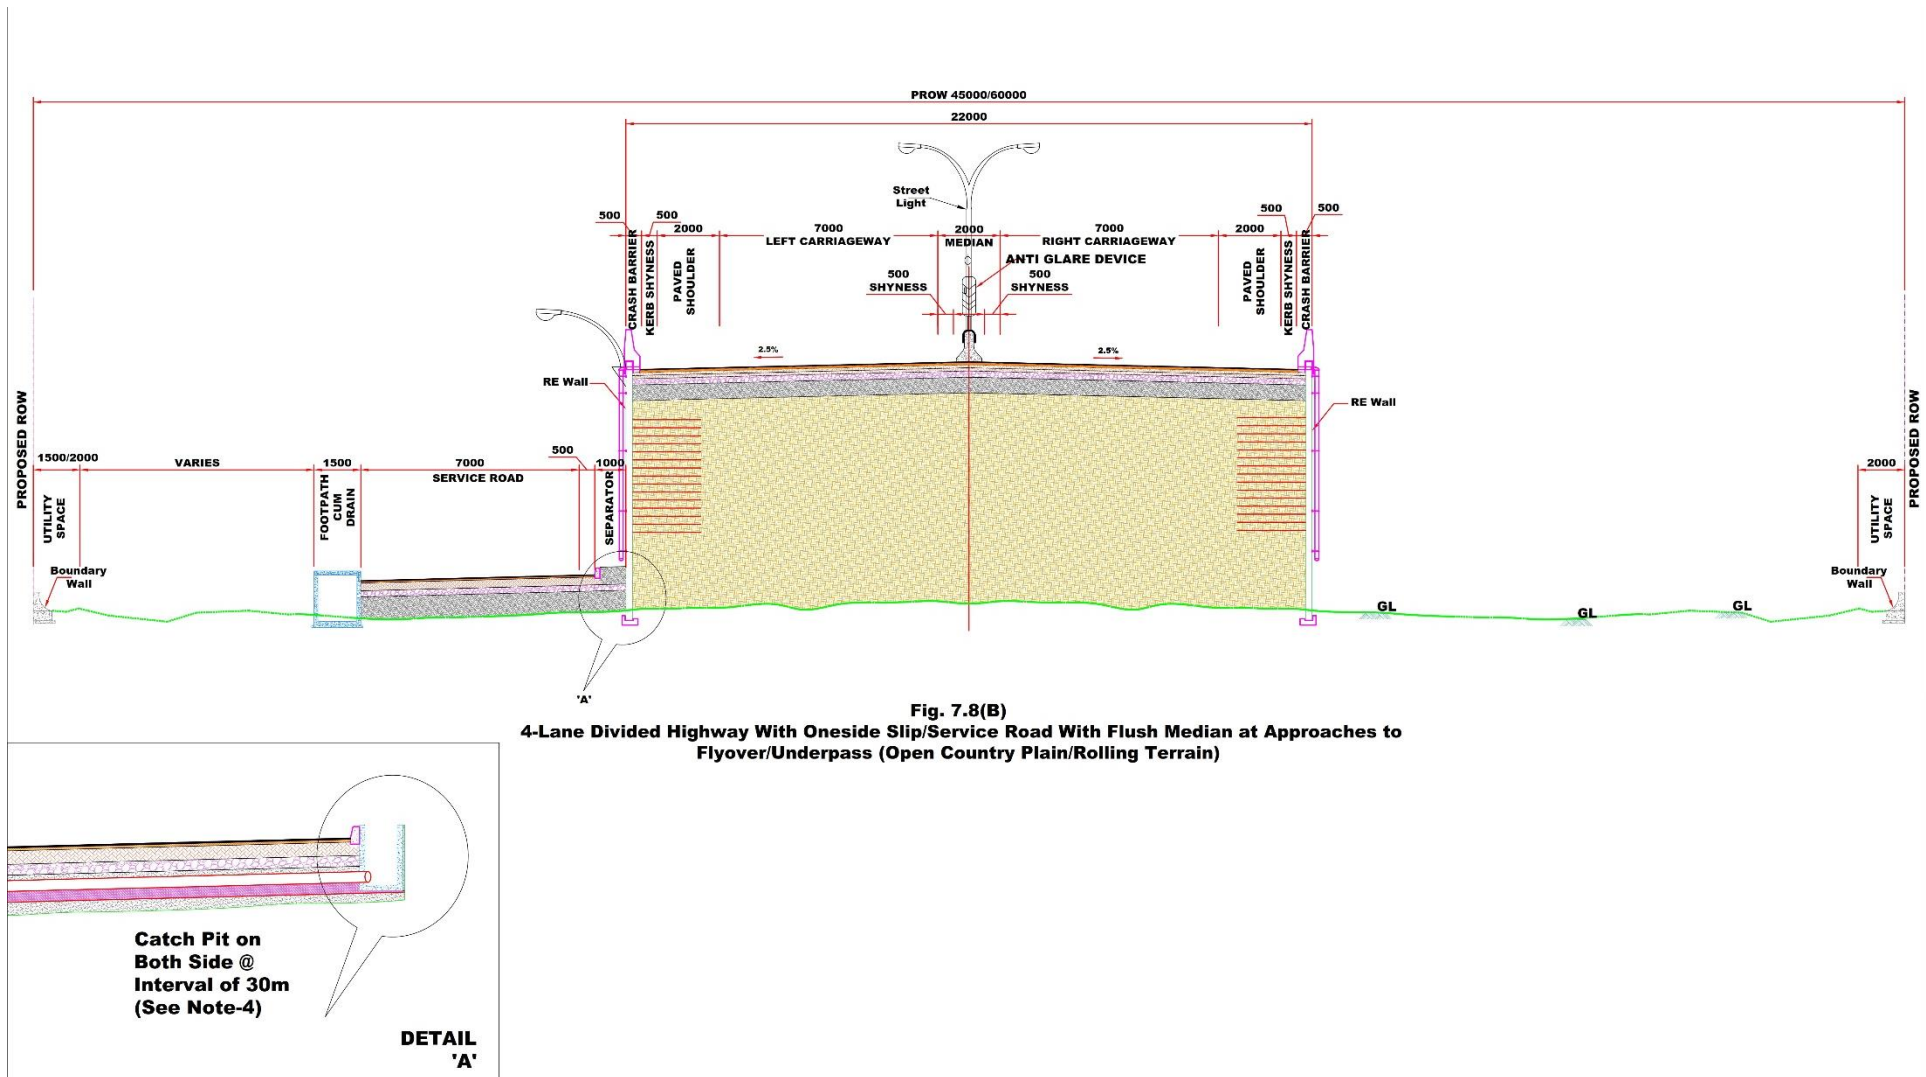 PROW 45000/60000
22000
Street
Light
500
500
2000
7000
LEFT CARRIAGEWAY
2000
MEDIAN
7000
RIGHT CARRIAGEWAY
2000
500
500
CRASH BARRIER
KERB SHYNESS
PAVED
SHOULDER
ANTI GLARE DEVICE
500
SHYNESS
500
SHYNESS
PAVED
SHOULDER
KERB SHYNESS
CRASH BARRIER
2.5%
2.5%
RE Wall
RE Wall
PROPOSED ROW
1500/2000
VARIES
1500
7000
SERVICE ROAD
500
1000
UTILITY
SPACE
FOOTPATH
CUM
DRAIN
SEPARATOR
2000
UTILITY
SPACE
PROPOSED ROW
Boundary
Wall
Boundary
Wall
GL
GL
GL
'A'
Fig. 7.8(B)
4-Lane Divided Highway With Oneside Slip/Service Road With Flush Median at Approaches to
Flyover/Underpass (Open Country Plain/Rolling Terrain)
Catch Pit on
Both Side @
Interval of 30m
(See Note-4)
DETAIL
'A'